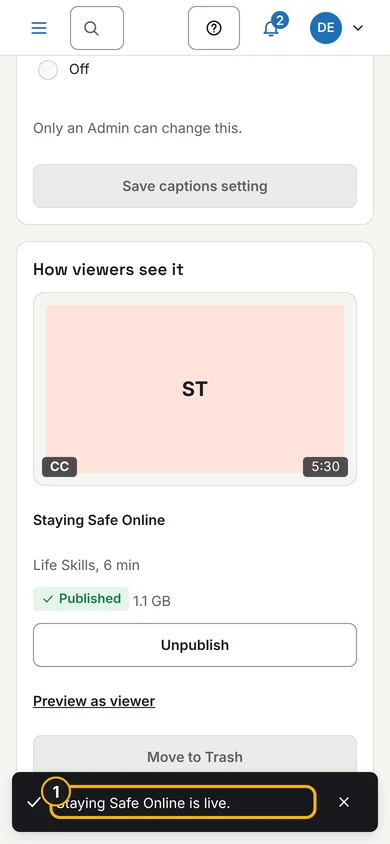 2
DE
Off
Only an Admin can change this.
Save captions setting
How viewers see it
ST
CC
5:30
Staying Safe Online
Life Skills, 6 min
Published
1.1 GB
Unpublish
Preview as viewer
Move to Trash
1
Staying Safe Online is live.